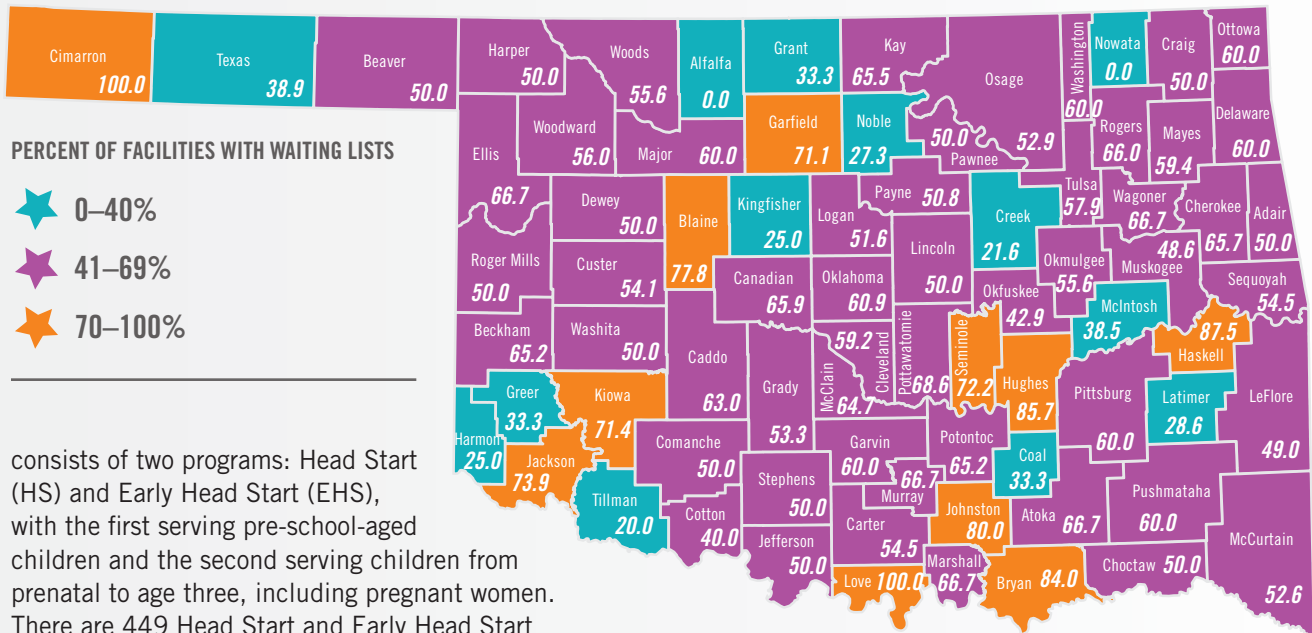 Cimarron
100.0
Texas
38.9
Beaver
50.0
Harper
50.0
Woods
55.6
Alfalfa
0.0
Grant
33.3
Kay
65.5
Osage
52.9
Washington
60.0
Nowata
0.0
Craig
50.0
Ottowa
60.0
Ellis
66.7
Woodward
56.0
Major
60.0
Garfield
71.1
Noble
27.3
50.0
Pawnee
Rogers
66.0
Mayes
59.4
Delaware
60.0
PERCENT OF FACILITIES WITH WAITING LISTS
0–40%
41–69%
70–100%
Dewey
50.0
Blaine
77.8
Kingfisher
25.0
Logan
51.6
Payne 50.8
Creek
21.6
Tulsa
57.9
Wagoner
66.7
Cherokee
65.7
Adair
50.0
Roger Mills
50.0
Custer
54.1
Canadian
65.9
Oklahoma
60.9
Lincoln
50.0
Okfuskee
42.9
Okmulgee
55.6
48.6
Muskogee
Sequoyah
54.5
McIntosh
38.5
Beckham
65.2
Washita
50.0
Caddo
63.0
Grady
53.3
McClain
64.7
59.2
Cleveland
Pottawatomie
68.6
Seminole
72.2
Hughes
85.7
Pittsburg
60.0
87.5
Haskell
Latimer
28.6
LeFlore
49.0
Greer
33.3
Kiowa
71.4
Harmon
25.0
Jackson
73.9
Tillman
20.0
Comanche
50.0
Cotton
40.0
Stephens
50.0
Jefferson
50.0
Garvin
60.0
66.7
Murray
Potontoc
65.2
Coal
33.3
Carter
54.5
Johnston
80.0
Atoka
66.7
Pushmataha
60.0
McCurtain
52.6
Love 100.0
Marshall
66.7
Bryan 84.0
Choctaw 50.0
consists of two programs: Head Start
(HS) and Early Head Start (EHS),
with the first serving pre-school-aged
children and the second serving children from
prenatal to age three, including pregnant women.
There are 449 Head Start and Early Head Start